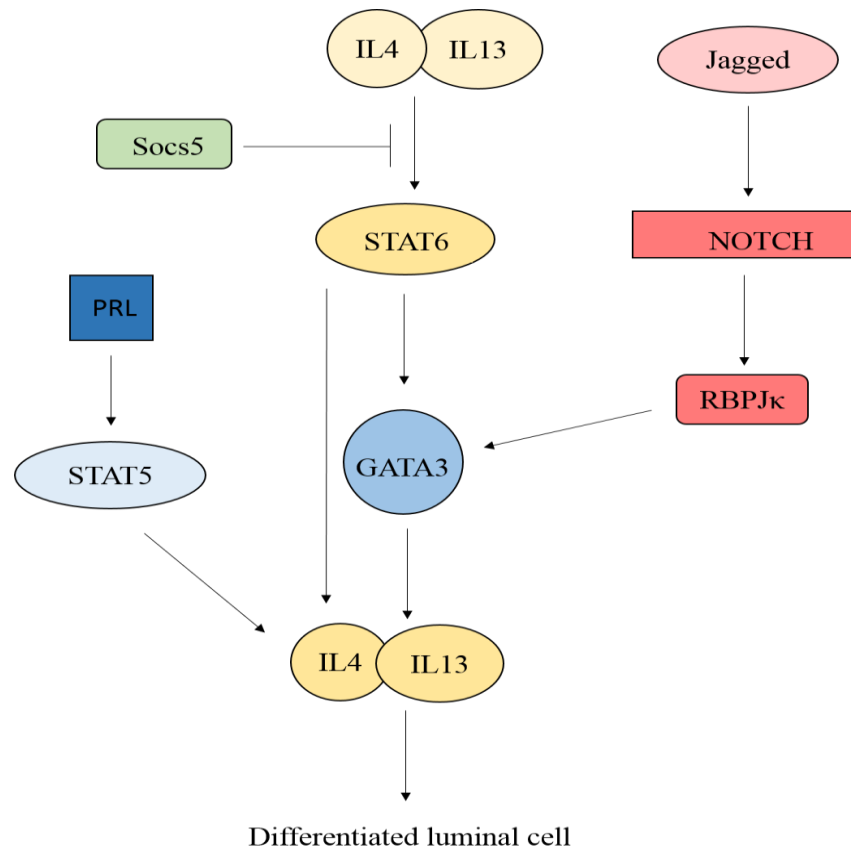 IL4
IL13
Jagged
Socs5
STAT6
NOTCH
PRL
RBPJκ
GATA3
STAT5
IL4
IL13
Differentiated luminal cell